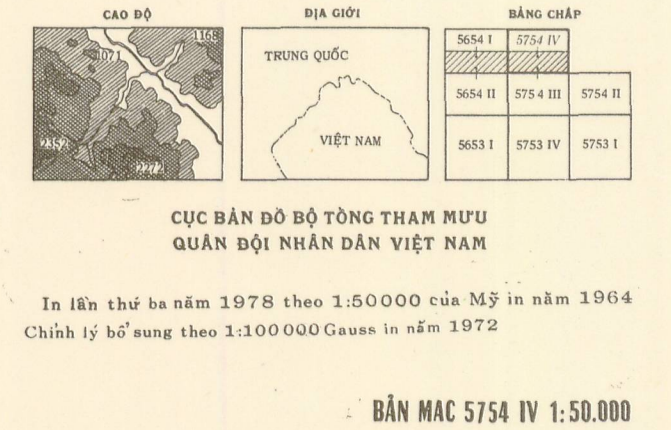 CAO ĐỘ
ĐỊA GIỚI
BẢNG CHẮP
1168
1071
2352
2272
TRUNG QUỐC
VIỆT NAM
5654 I 5754 IV
5654 II 5754 III 5754 II
5653 I 5753 IV 5753 I
CỤC BẢN ĐỒ BỘ TỔNG THAM MƯU
QUÂN ĐỘI NHÂN DÂN VIỆT NAM
In lần thứ ba năm 1978 theo 1:50000 của Mỹ in năm 1964
Chỉnh lý bổ sung theo 1:100000 Gauss in năm 1972
BẢN MAC 5754 IV 1:50.000